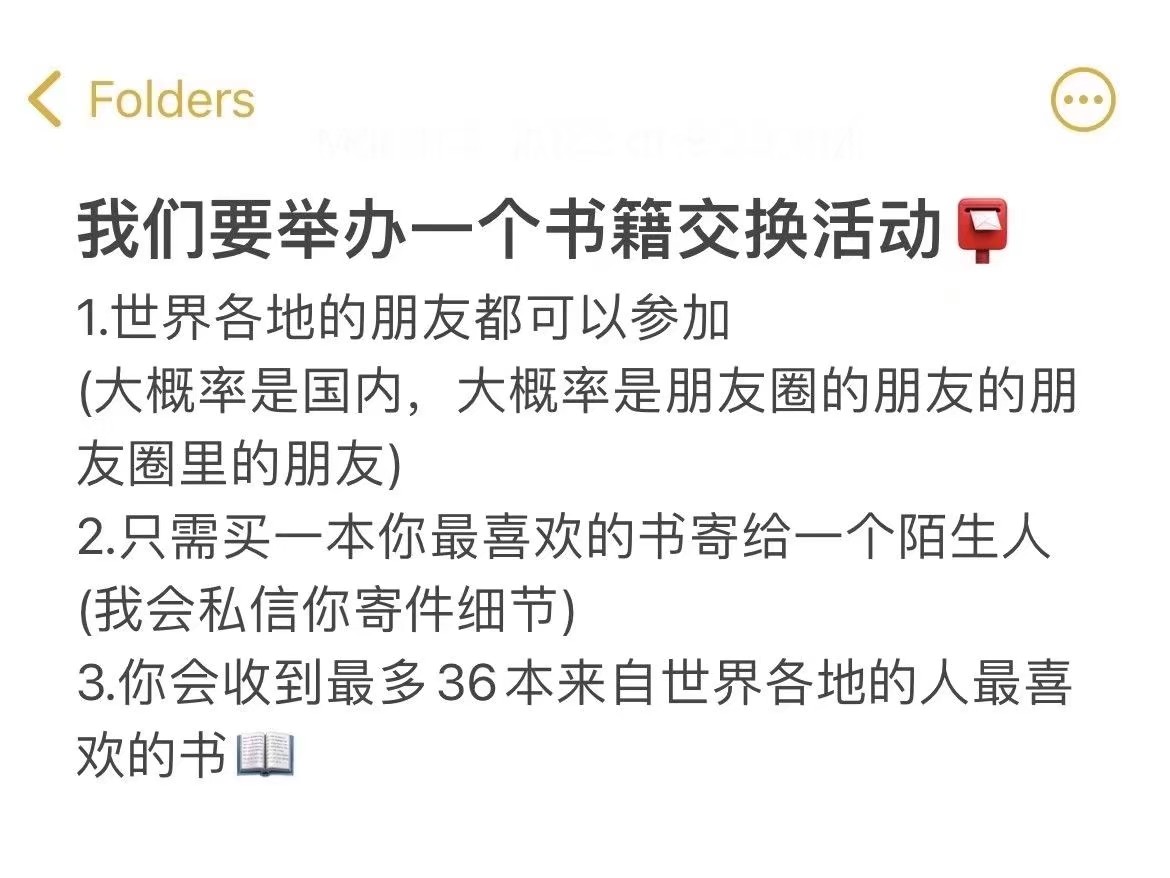 Folders
我们要举办一个书籍交换活动📮
1.世界各地的朋友都可以参加
(大概率是国内，大概率是朋友圈的朋友的朋
友圈里的朋友)
2.只需买一本你最喜欢的书寄给一个陌生人
(我会私信你寄件细节)
3.你会收到最多36本来自世界各地的人最喜
欢的书📖